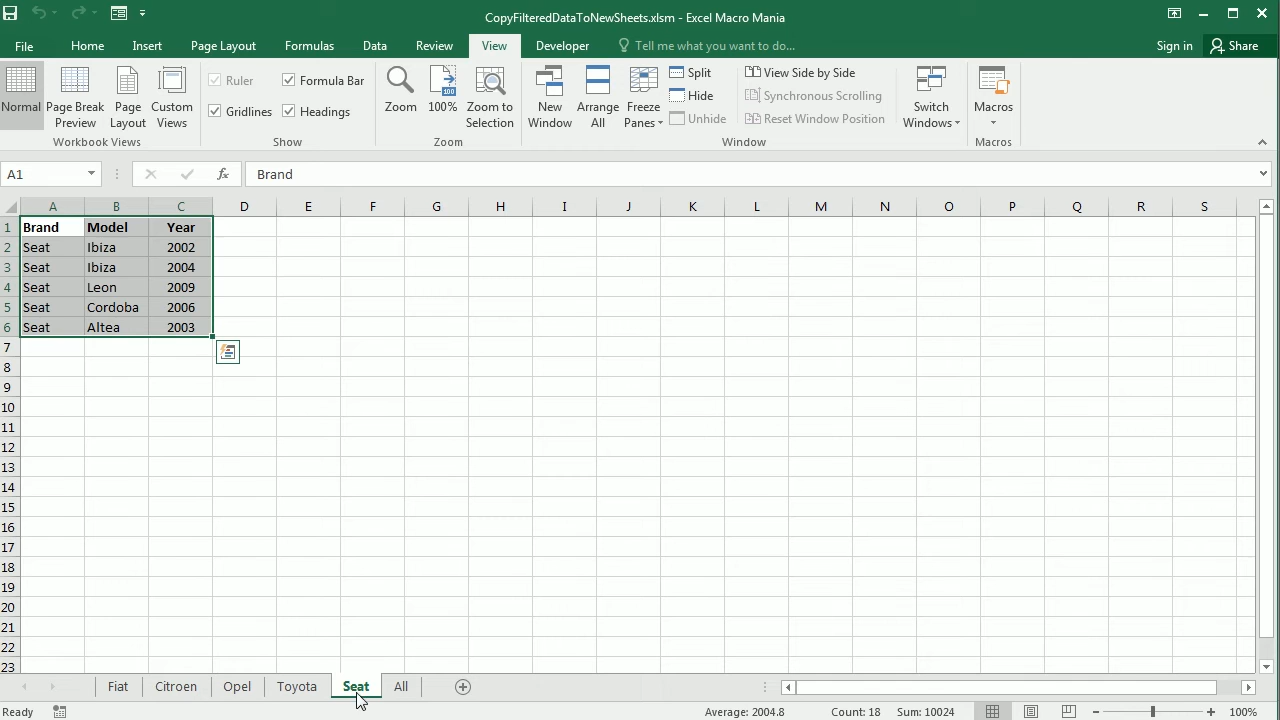 CopyFilteredDataToNewSheets.xlsm - Excel Macro Mania
File Home Insert Page Layout Formulas Data Review View Developer Tell me what you want to do... Sign in Share
Normal
Page Break
Preview
Page
Layout
Custom
Views
Workbook Views
Ruler
Formula Bar
Gridlines
Headings
Show
Zoom
100
100%
Zoom to
Selection
Zoom
New
Window
Arrange
All
Freeze
Panes
Split
Hide
Unhide
View Side by Side
Synchronous Scrolling
Reset Window Position
Window
Switch
Windows
Macros
Macros
A1 fx Brand
A B C D E F G H I J K L M N O P Q R S
1 Brand Model Year
2 Seat Ibiza 2002
3 Seat Ibiza 2004
4 Seat Leon 2009
5 Seat Cordoba 2006
6 Seat Altea 2003
7
8
9
10
11
12
13
14
15
16
17
18
19
20
21
22
23
Fiat Citroen Opel Toyota Seat All
Ready Average: 2004.8 Count: 18 Sum: 10024 100%